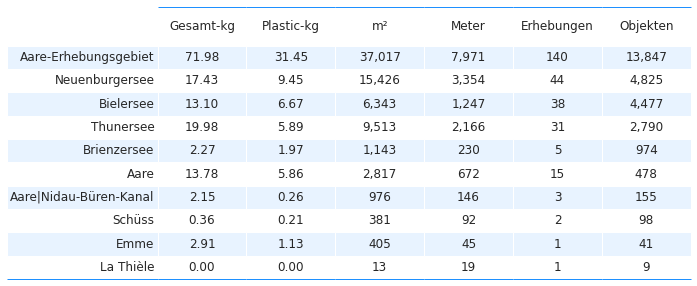 Gesamt-kg Plastic-kg m² Meter Erhebungen Objekten
Aare-Erhebungsgebiet 71.98 31.45 37,017 7,971 140 13,847
Neuenburgersee 17.43 9.45 15,426 3,354 44 4,825
Bielersee 13.10 6.67 6,343 1,247 38 4,477
Thunersee 19.98 5.89 9,513 2,166 31 2,790
Brienzersee 2.27 1.97 1,143 230 5 974
Aare 13.78 5.86 2,817 672 15 478
Aare|Nidau-Büren-Kanal 2.15 0.26 976 146 3 155
Schüss 0.36 0.21 381 92 2 98
Emme 2.91 1.13 405 45 1 41
La Thièle 0.00 0.00 13 19 1 9